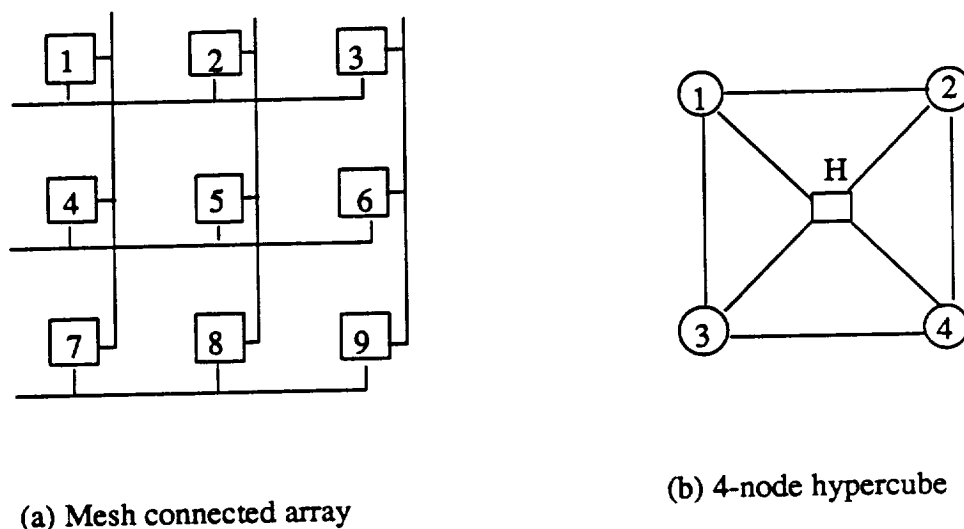 1 2 3
4 5 6
7 8 9
(a) Mesh connected array
1 2
H
3 4
(b) 4-node hypercube